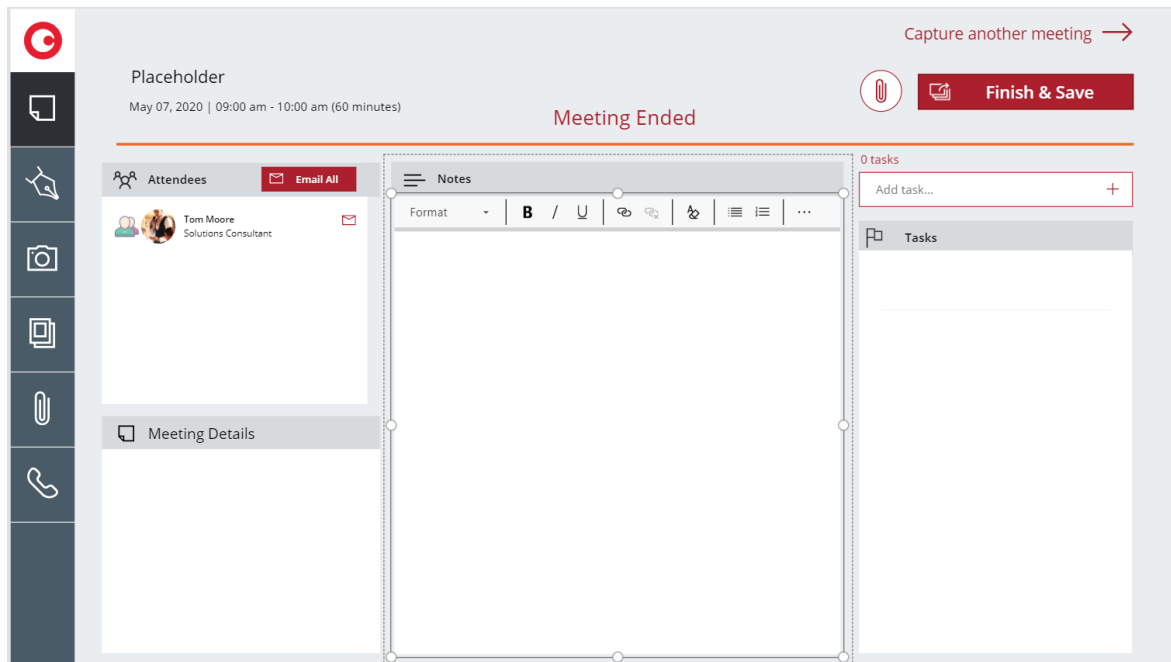 Capture another meeting
Placeholder
May 07, 2020 | 09:00 am - 10:00 am (60 minutes)
Finish & Save
Meeting Ended
Attendees
Email All
Tom Moore
Solutions Consultant
Meeting Details
Notes
Format
B / U
0 tasks
Add task...
Tasks